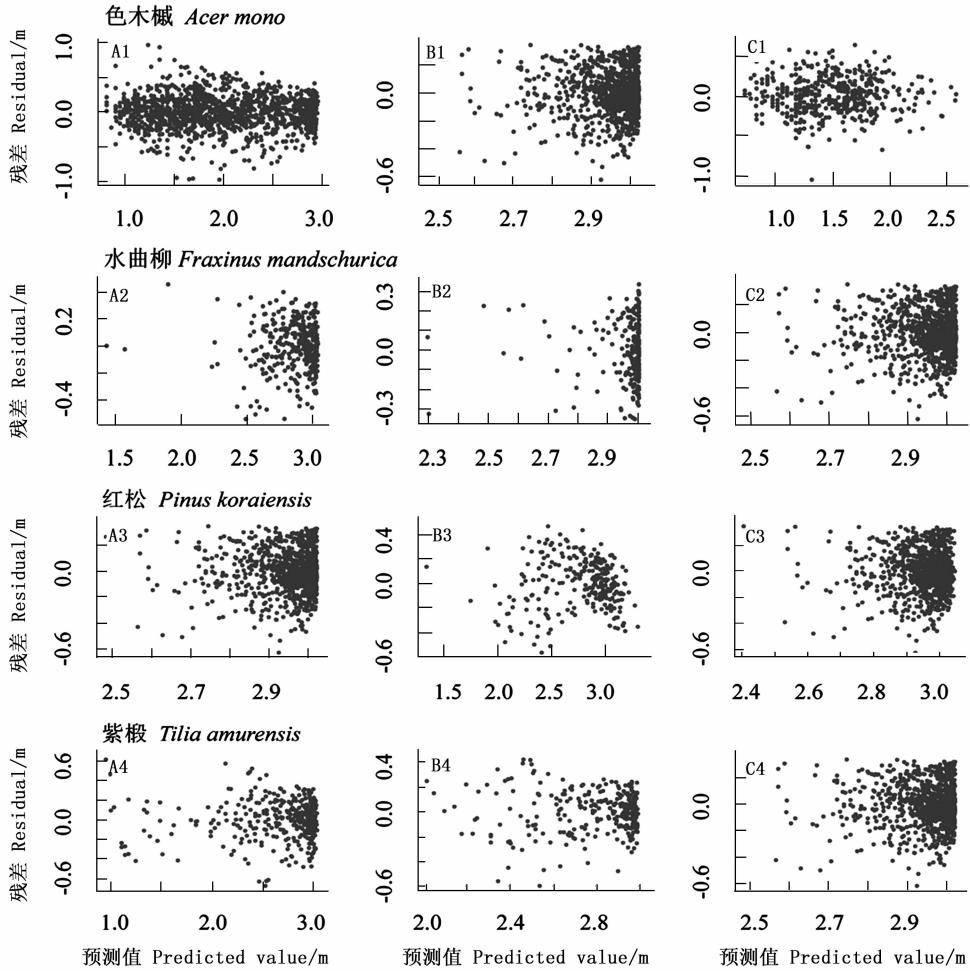 色木槭 Acer mono
残差 Residual/m
A1
1.0
0.0
-1.0
1.0 2.0 3.0
B1
0.0
-0.6
2.5 2.7 2.9
C1
0.0
-1.0
1.0 1.5 2.0 2.5
水曲柳 Fraxinus mandschurica
残差 Residual/m
A2
0.2
-0.4
1.5 2.0 2.5 3.0
B2
0.3
0.0
-0.3
2.3 2.5 2.7 2.9
C2
0.0
-0.6
2.5 2.7 2.9
红松 Pinus koraiensis
残差 Residual/m
A3
0.0
-0.6
2.5 2.7 2.9
B3
0.4
0.0
-0.6
1.5 2.0 2.5 3.0
C3
0.0
-0.6
2.4 2.6 2.8 3.0
紫椴 Tilia amurensis
残差 Residual/m
A4
0.6
0.0
-0.6
1.0 2.0 3.0
B4
0.4
0.0
-0.6
2.0 2.4 2.8
C4
0.0
-0.6
2.5 2.7 2.9
预测值 Predicted value/m
预测值 Predicted value/m
预测值 Predicted value/m